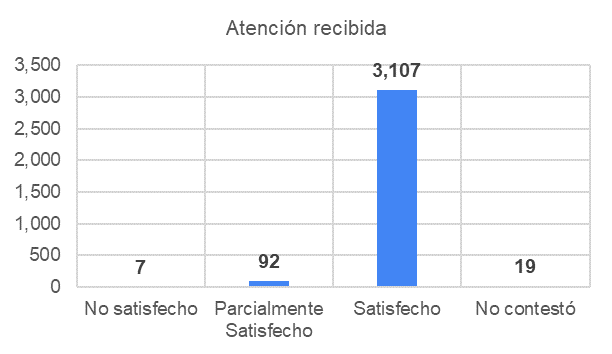 Atención recibida
3,500
3,000
2,500
2,000
1,500
1,000
500
0
7
92
3,107
19
No satisfecho
Parcialmente
Satisfecho
Satisfecho
No contestó